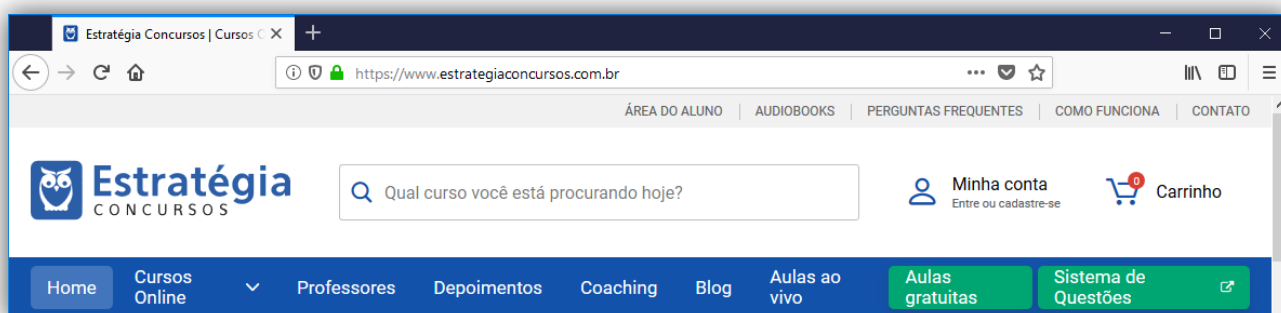 Estratégia Concursos | Cursos
https://www.estrategiaconcursos.com.br
ÁREA DO ALUNO | AUDIOBOOKS | PERGUNTAS FREQUENTES | COMO FUNCIONA | CONTATO
Estratégia
CONCURSOS
Qual curso você está procurando hoje?
Minha conta
Entre ou cadastre-se
0
Carrinho
Home
Cursos
Online
Professores
Depoimentos
Coaching
Blog
Aulas ao
vivo
Aulas
gratuitas
Sistema de
Questões